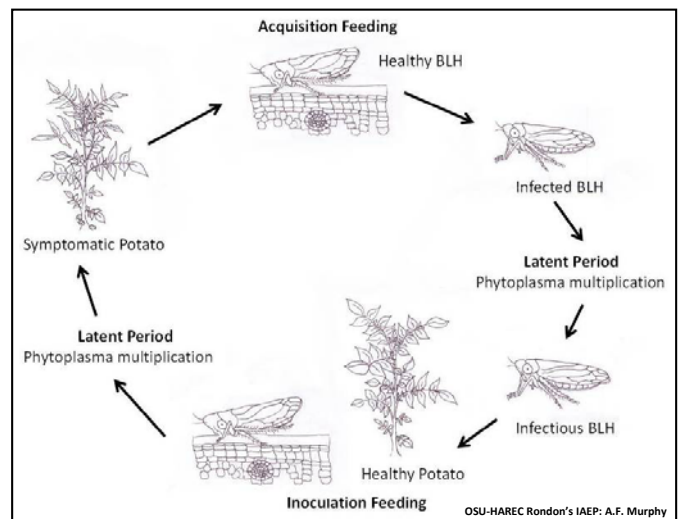 Acquisition Feeding
Healthy BLH
Infected BLH
Latent Period
Phytoplasma multiplication
Infectious BLH
Healthy Potato
Inoculation Feeding
Latent Period
Phytoplasma multiplication
Symptomatic Potato
OSU-HAREC Rondon's IAEP: A.F. Murphy